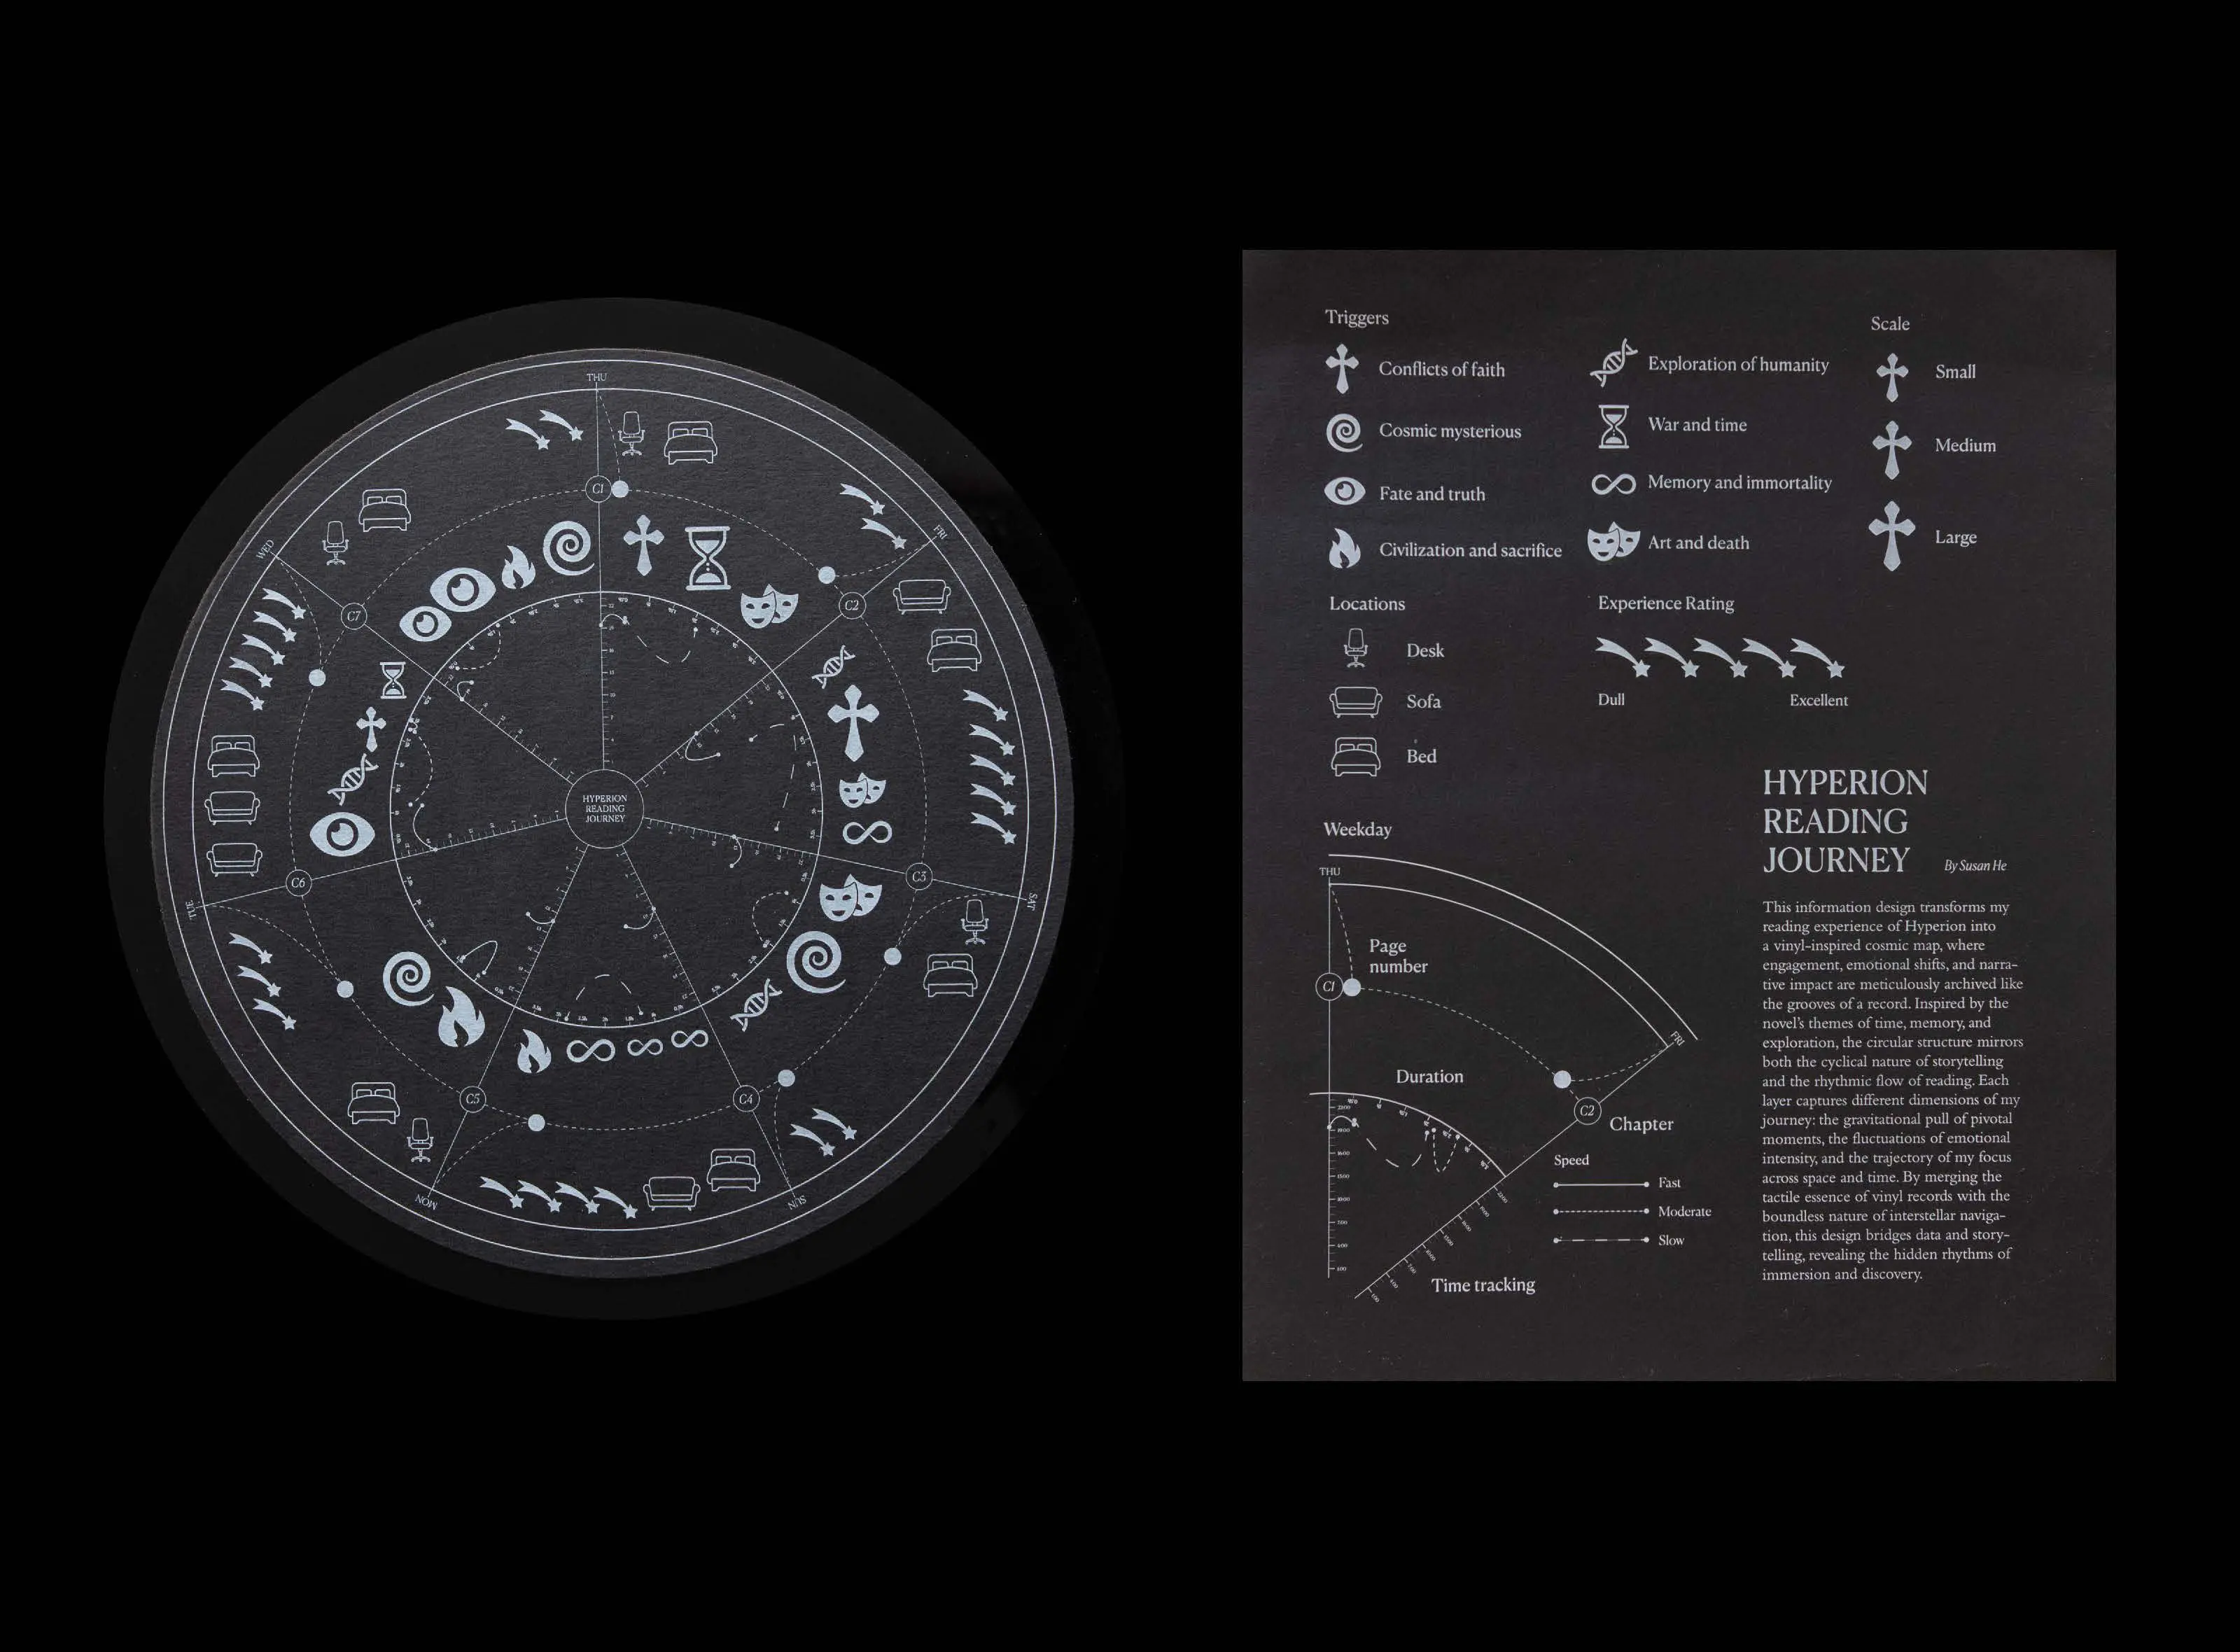 THU
FRI
SAT
SUN
MON
TUE
WED
C1
C2
C3
C4
C5
C6
C7
HYPERION
READING
JOURNEY
Triggers
Conflicts of faith
Cosmic mysterious
Fate and truth
Civilization and sacrifice
Exploration of humanity
War and time
Memory and immortality
Art and death
Scale
Small
Medium
Large
Locations
Desk
Sofa
Bed
Experience Rating
Dull
Excellent
Weekday
THU
Page
number
C1
FRI
Duration
C2
Chapter
Speed
Fast
Moderate
Slow
Time tracking
HYPERION
READING
JOURNEY
By Susan He
This information design transforms my
reading experience of Hyperion into
a vinyl-inspired cosmic map, where
engagement, emotional shifts, and narra-
tive impact are meticulously archived like
the grooves of a record. Inspired by the
novel's themes of time, memory, and
exploration, the circular structure mirrors
both the cyclical nature of storytelling
and the rhythmic flow of reading. Each
layer captures different dimensions of my
journey: the gravitational pull of pivotal
moments, the fluctuations of emotional
intensity, and the trajectory of my focus
across space and time. By merging the
tactile essence of vinyl records with the
boundless nature of interstellar naviga-
tion, this design bridges data and story-
telling, revealing the hidden rhythms of
immersion and discovery.